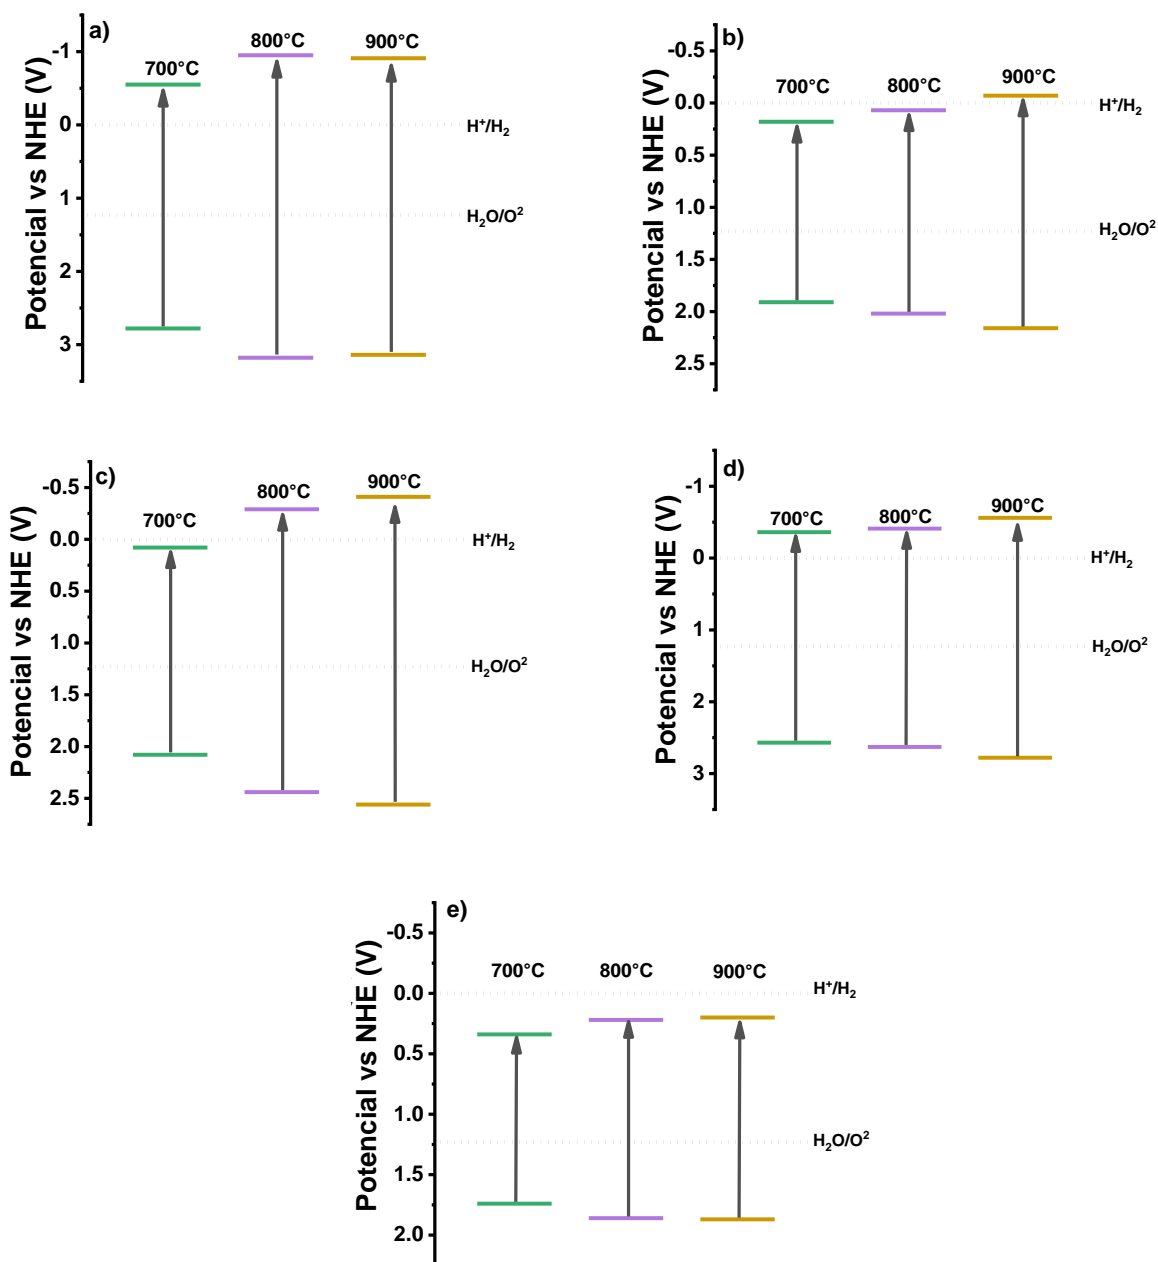 a)
Potencial vs NHE (V)
-1
0
1
2
3
700°C
800°C
900°C
H⁺/H₂
H₂O/O²
b)
Potencial vs NHE (V)
-0.5
0.0
0.5
1.0
1.5
2.0
2.5
700°C
800°C
900°C
H⁺/H₂
H₂O/O²
c)
Potencial vs NHE (V)
-0.5
0.0
0.5
1.0
1.5
2.0
2.5
700°C
800°C
900°C
H⁺/H₂
H₂O/O²
d)
Potencial vs NHE (V)
-1
0
1
2
3
700°C
800°C
900°C
H⁺/H₂
H₂O/O²
e)
Potencial vs NHE (V)
-0.5
0.0
0.5
1.0
1.5
2.0
700°C
800°C
900°C
H⁺/H₂
H₂O/O²